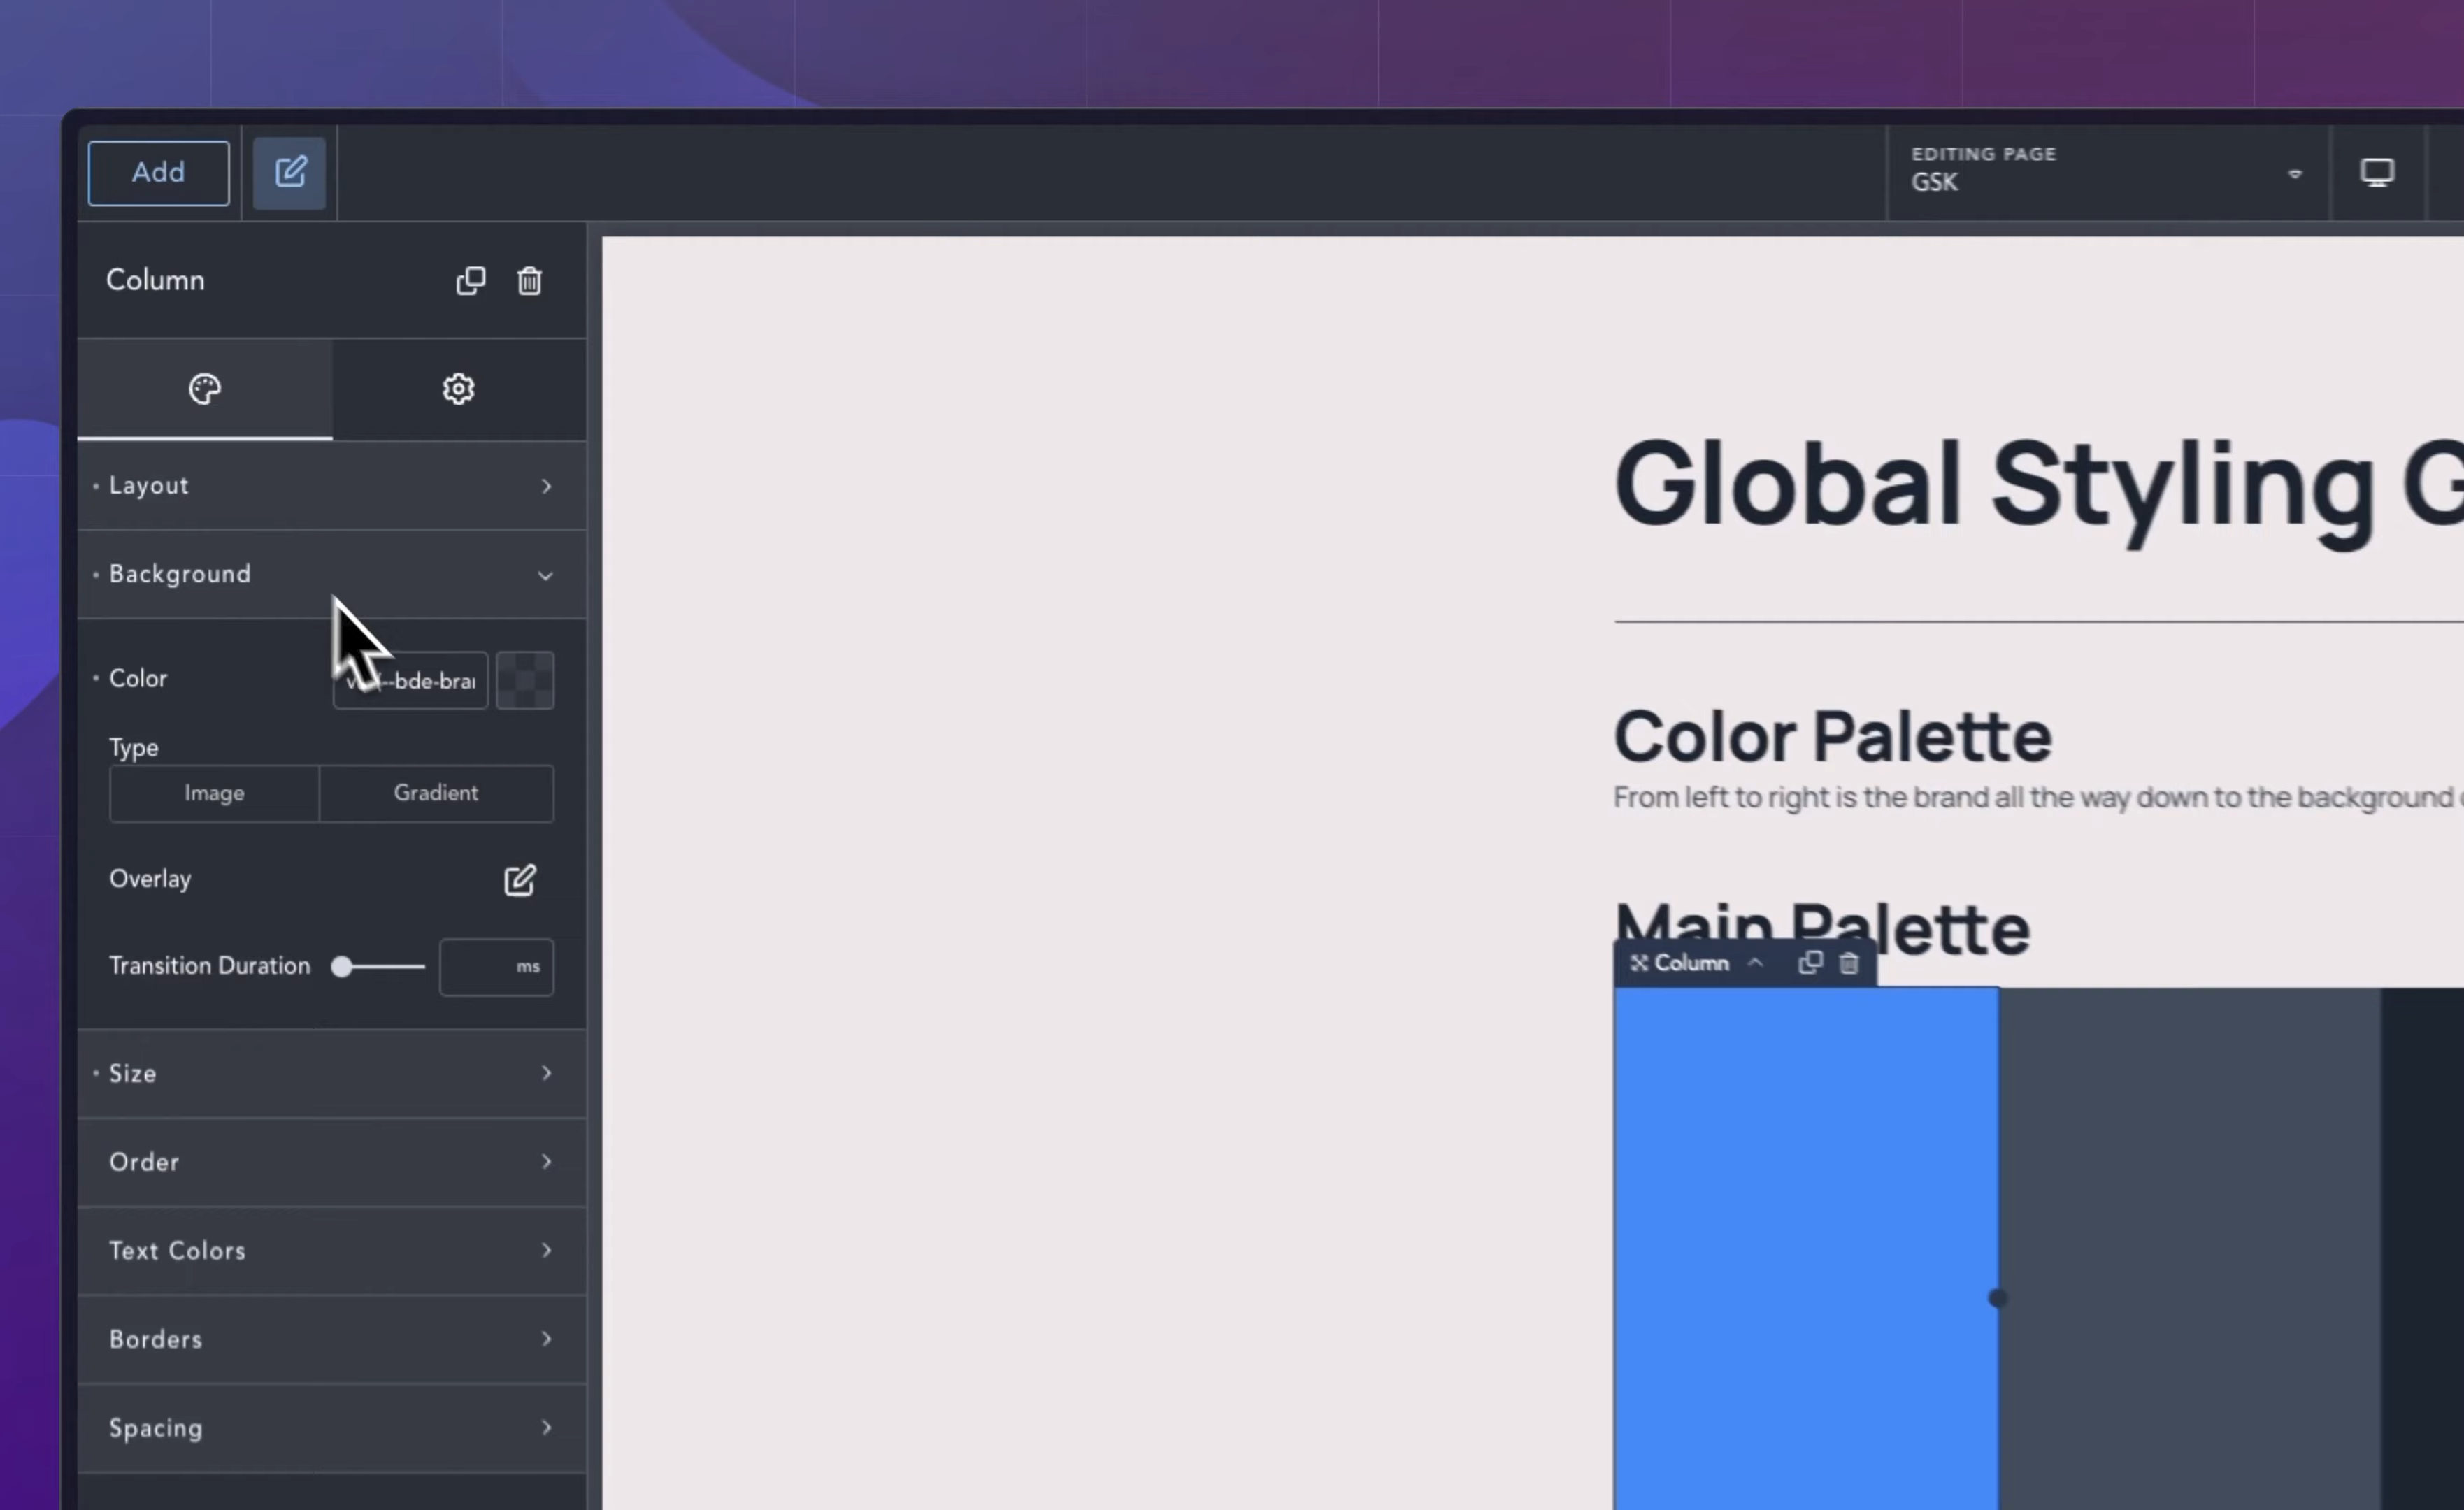 Add
EDITING PAGE
GSK
Column
Layout
Background
Color
--bde-brai
Type
Image
Gradient
Overlay
Transition Duration
ms
Size
Order
Text Colors
Borders
Spacing
Global Styling G
Color Palette
From left to right is the brand all the way down to the background
Main Palette
Column